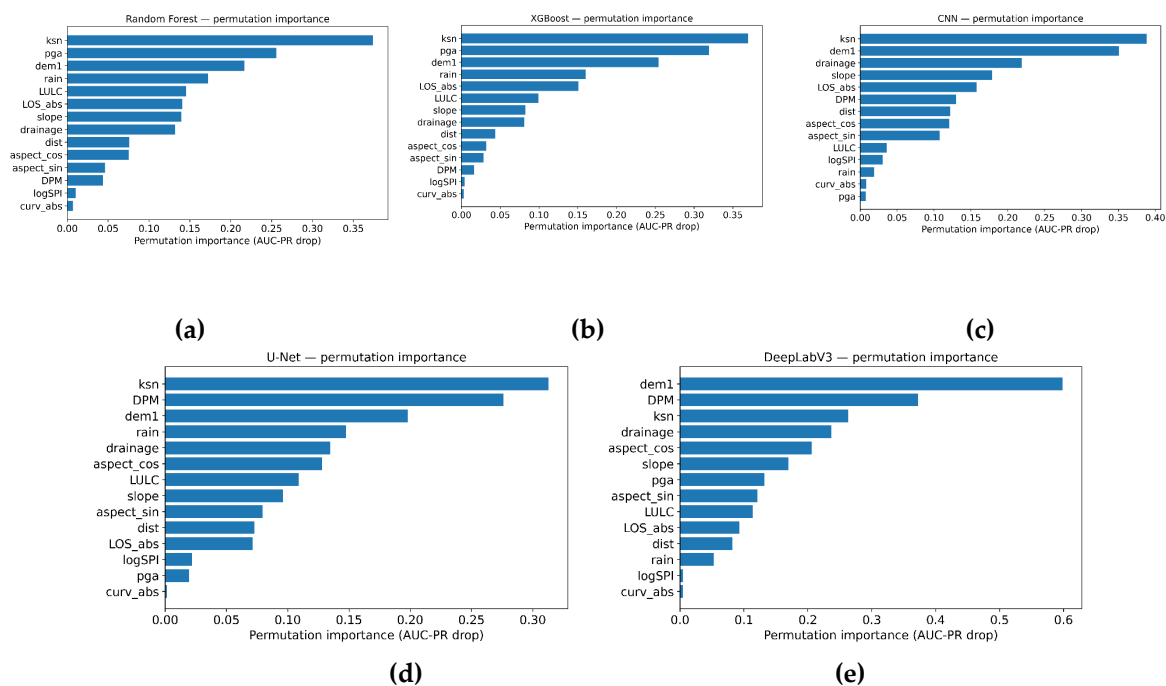 Random Forest — permutation importance
ksn
pga
dem1
rain
LULC
LOS_abs
slope
drainage
dist
aspect_cos
aspect_sin
DPM
logSPI
curv_abs
0.00 0.05 0.10 0.15 0.20 0.25 0.30 0.35
Permutation importance (AUC-PR drop)
XGBoost — permutation importance
ksn
pga
dem1
rain
LOS_abs
LULC
slope
drainage
dist
aspect_cos
aspect_sin
DPM
logSPI
curv_abs
0.00 0.05 0.10 0.15 0.20 0.25 0.30 0.35
Permutation importance (AUC-PR drop)
CNN — permutation importance
ksn
dem1
drainage
slope
LOS_abs
DPM
dist
aspect_cos
aspect_sin
LULC
logSPI
rain
curv_abs
pga
0.00 0.05 0.10 0.15 0.20 0.25 0.30 0.35 0.40
Permutation importance (AUC-PR drop)
(a)
(b)
(c)
U-Net — permutation importance
ksn
DPM
dem1
rain
drainage
aspect_cos
LULC
slope
aspect_sin
dist
LOS_abs
logSPI
pga
curv_abs
0.00 0.05 0.10 0.15 0.20 0.25 0.30
Permutation importance (AUC-PR drop)
DeepLabV3 — permutation importance
dem1
DPM
ksn
drainage
aspect_cos
slope
pga
aspect_sin
LULC
LOS_abs
dist
rain
logSPI
curv_abs
0.0 0.1 0.2 0.3 0.4 0.5 0.6
Permutation importance (AUC-PR drop)
(d)
(e)